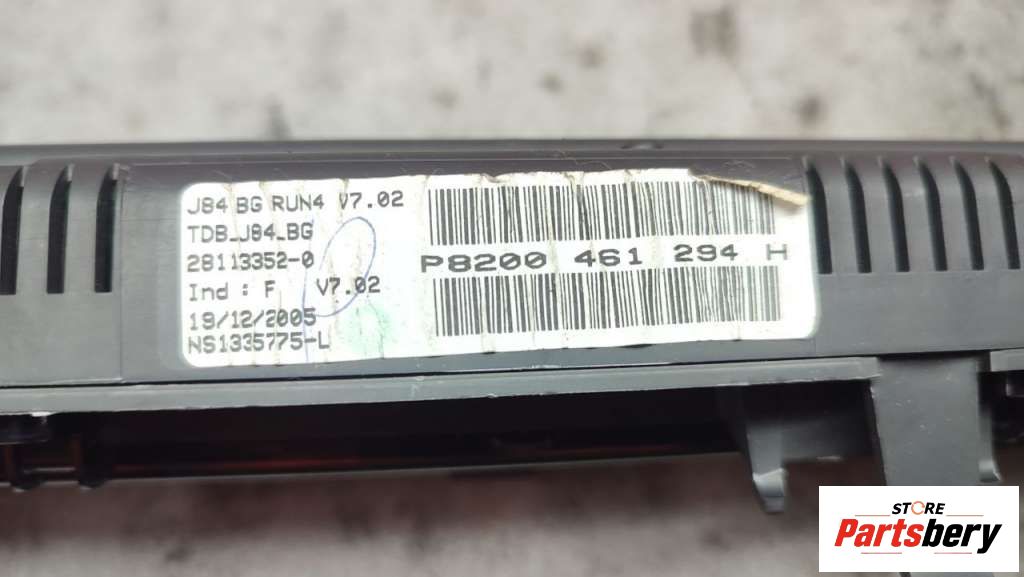 J84 BG RUN4 V7.02
TDB_J84_BG
28113352-0
Ind : F V7.02
19/12/2005
NS1335775-L
P8200 461 294 H
STORE
Partsbery